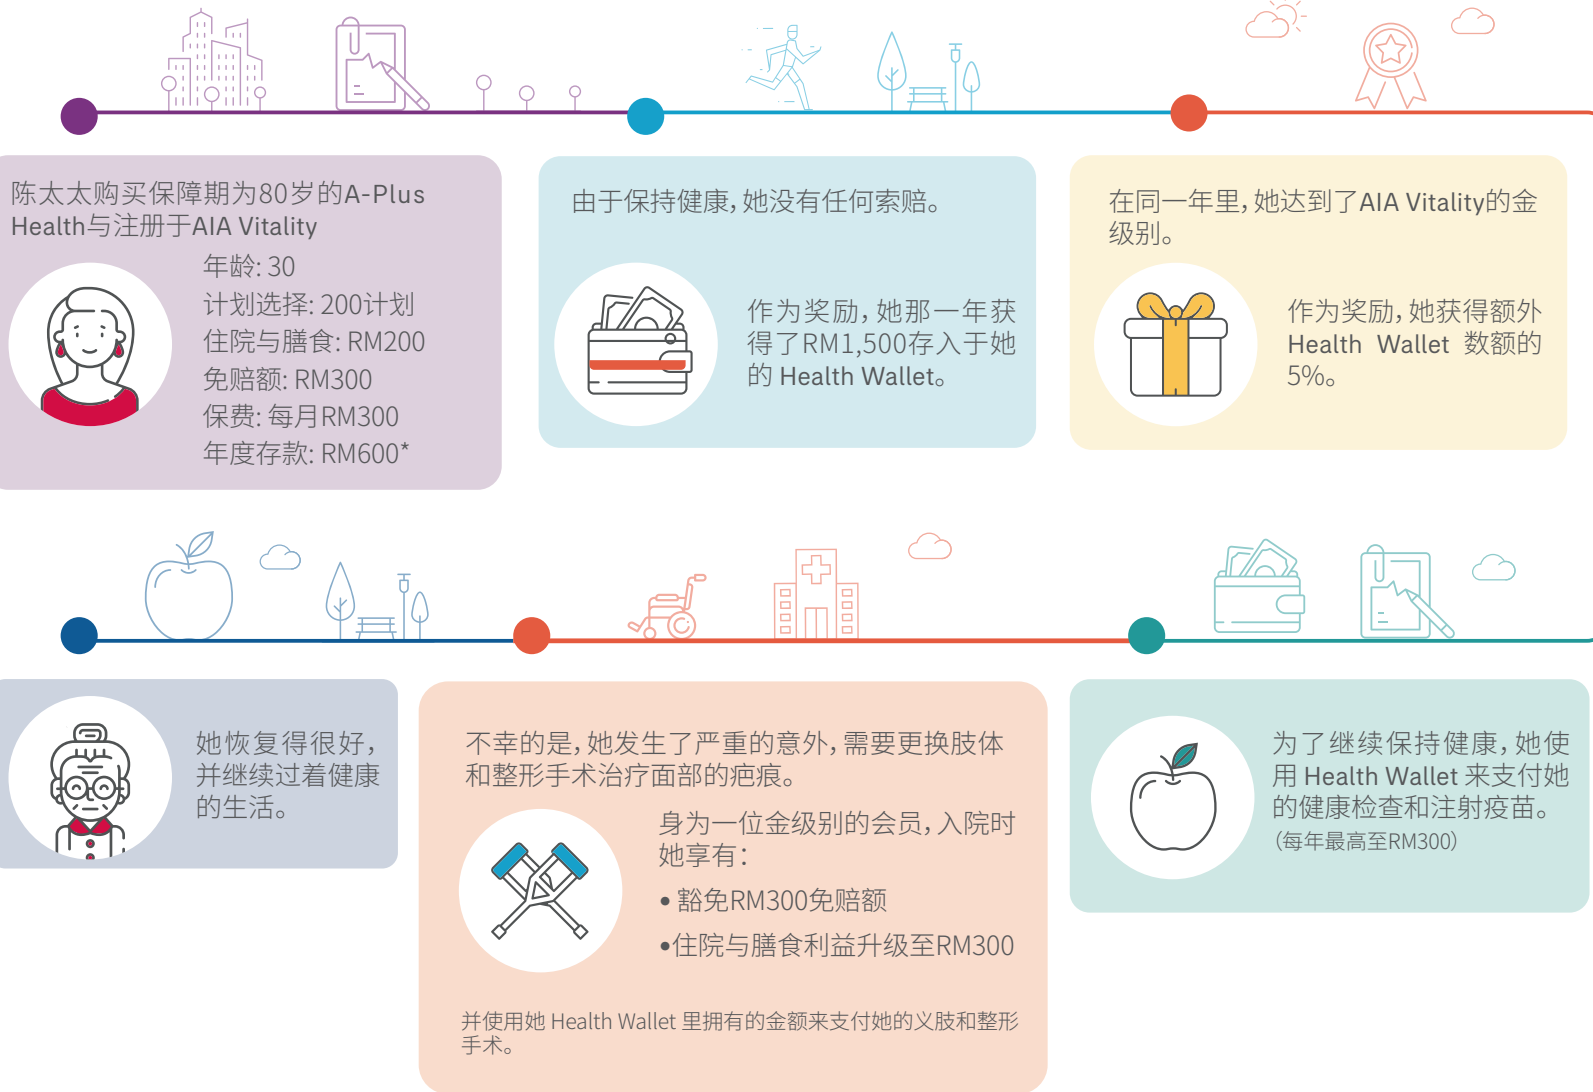 陈太太购买保障期为80岁的A-Plus
Health与注册于AIA Vitality
年龄: 30
计划选择: 200计划
住院与膳食: RM200
免赔额: RM300
保费: 每月RM300
年度存款: RM600*
由于保持健康，她没有任何索赔。
作为奖励，她那一年获
得了RM1,500存入于她
的 Health Wallet。
在同一年里，她达到了AIA Vitality的金
级别。
作为奖励，她获得额外
Health Wallet 数额的
5%。
她恢复得很好，
并继续过着健康
的生活。
不幸的是，她发生了严重的意外，需要更换肢体
和整形手术治疗面部的疤痕。
身为一位金级别的会员，入院时
她享有：
• 豁免RM300免赔额
•住院与膳食利益升级至RM300
并使用她 Health Wallet 里拥有的金额来支付她的义肢和整形
手术。
为了继续保持健康，她使
用 Health Wallet 来支付她
的健康检查和注射疫苗。
（每年最高至RM300）